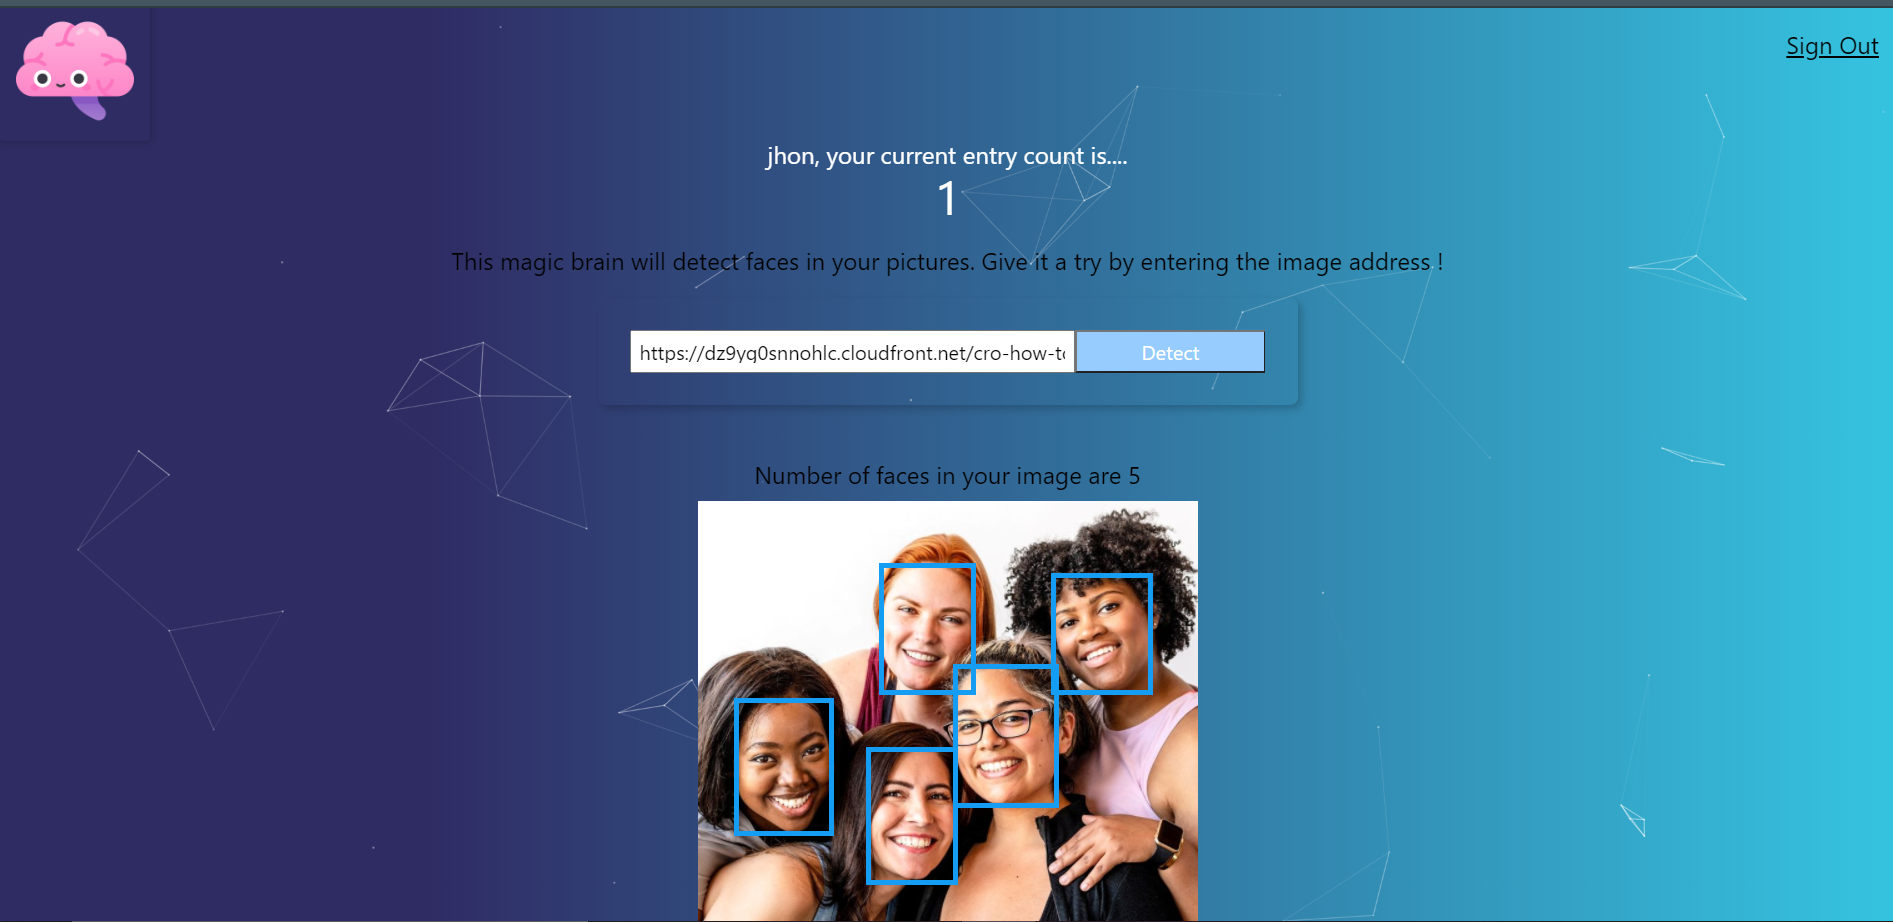 Sign Out
jhon, your current entry count is....
1
This magic brain will detect faces in your pictures. Give it a try by entering the image address !
https://dz9yq0snnohlc.cloudfront.net/cro-how-to Detect
Number of faces in your image are 5